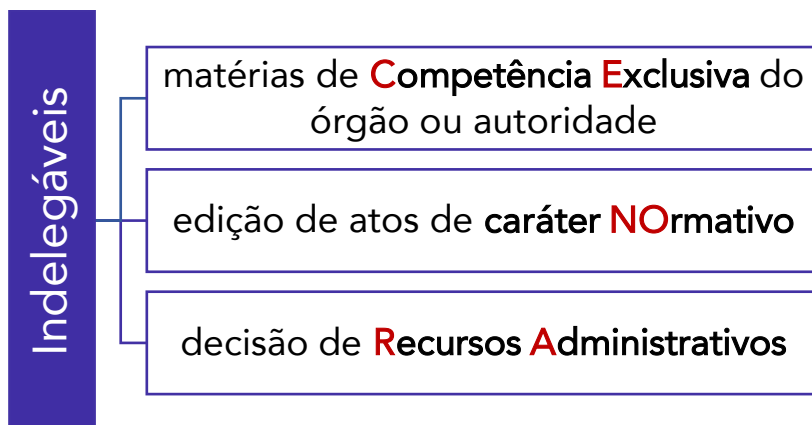 Indelegáveis
matérias de Competência Exclusiva do
órgão ou autoridade
edição de atos de caráter NOrmativo
decisão de Recursos Administrativos